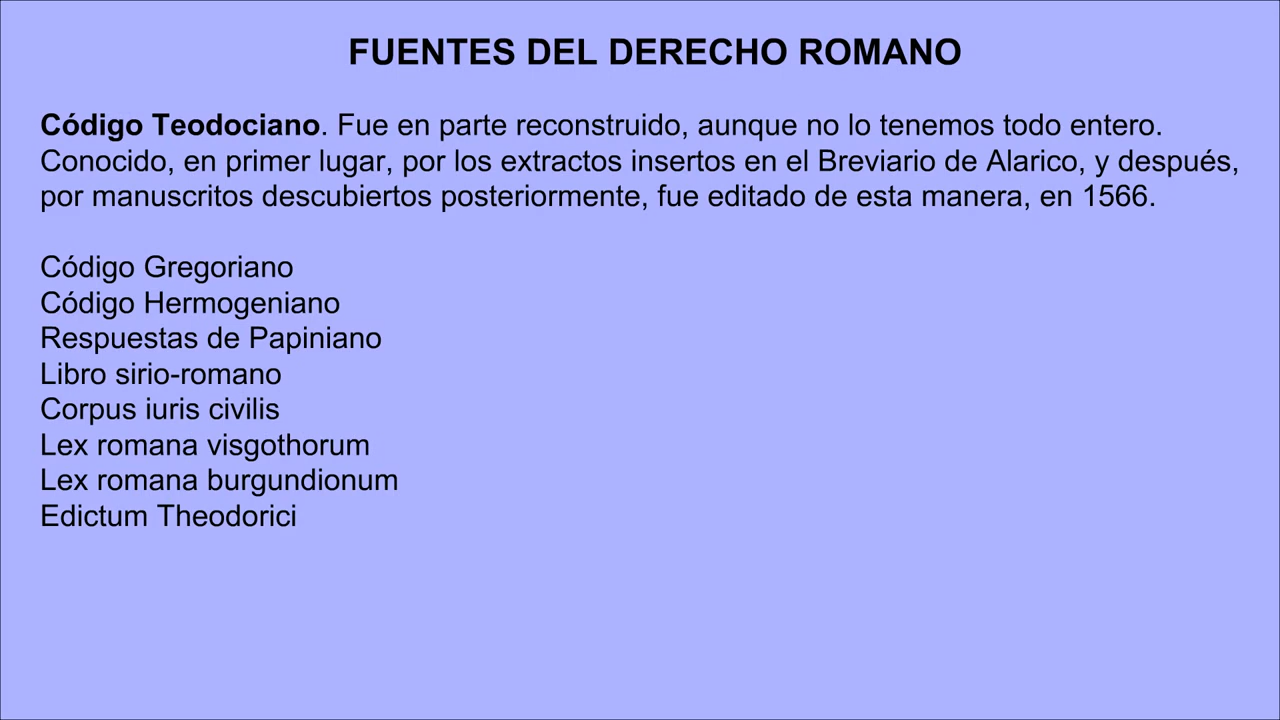 FUENTES DEL DERECHO ROMANO
Código Teodociano. Fue en parte reconstruido, aunque no lo tenemos todo entero.
Conocido, en primer lugar, por los extractos insertos en el Breviario de Alarico, y después,
por manuscritos descubiertos posteriormente, fue editado de esta manera, en 1566.
Código Gregoriano
Código Hermogeniano
Respuestas de Papiniano
Libro sirio-romano
Corpus iuris civilis
Lex romana visgothorum
Lex romana burgundionum
Edictum Theodorici